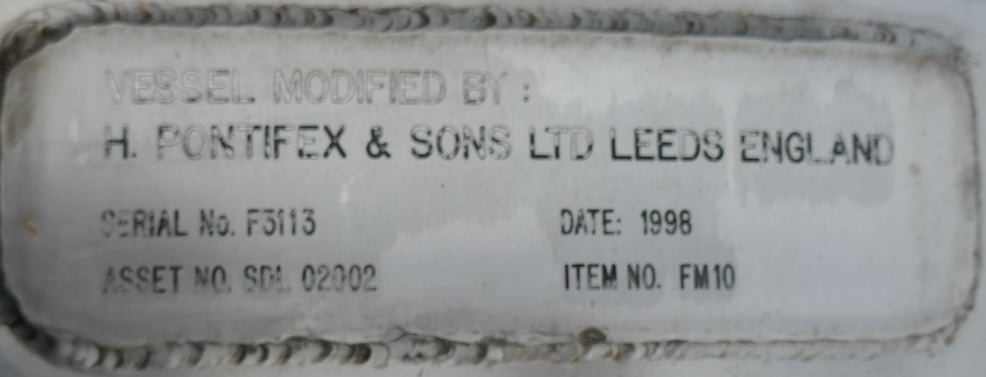 VESSEL MODIFIED BY :
H. PONTIFEX & SONS LTD LEEDS ENGLAND
SERIAL No. F3113 DATE: 1998
ASSET NO. SDL 02002 ITEM NO. FM10